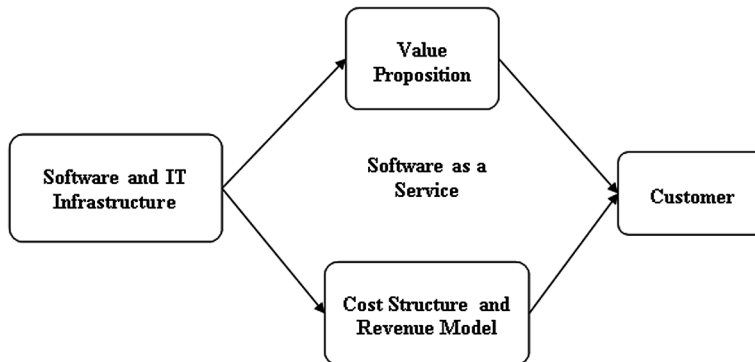 Value
Proposition
Software and IT
Infrastructure
Software as a
Service
Customer
Cost Structure and
Revenue Model